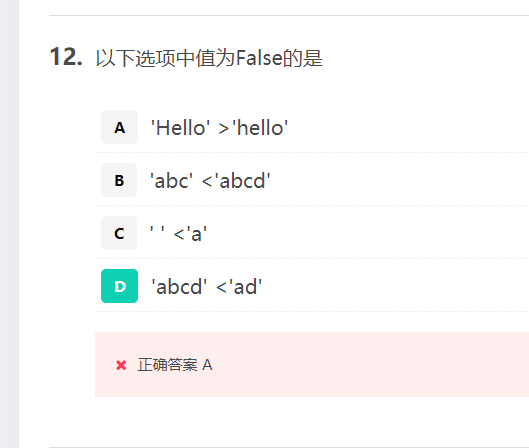 12. 以下选项中值为False的是
A 'Hello' >'hello'
B 'abc' <'abcd'
C ' ' <'a'
D 'abcd' <'ad'
✖ 正确答案 A